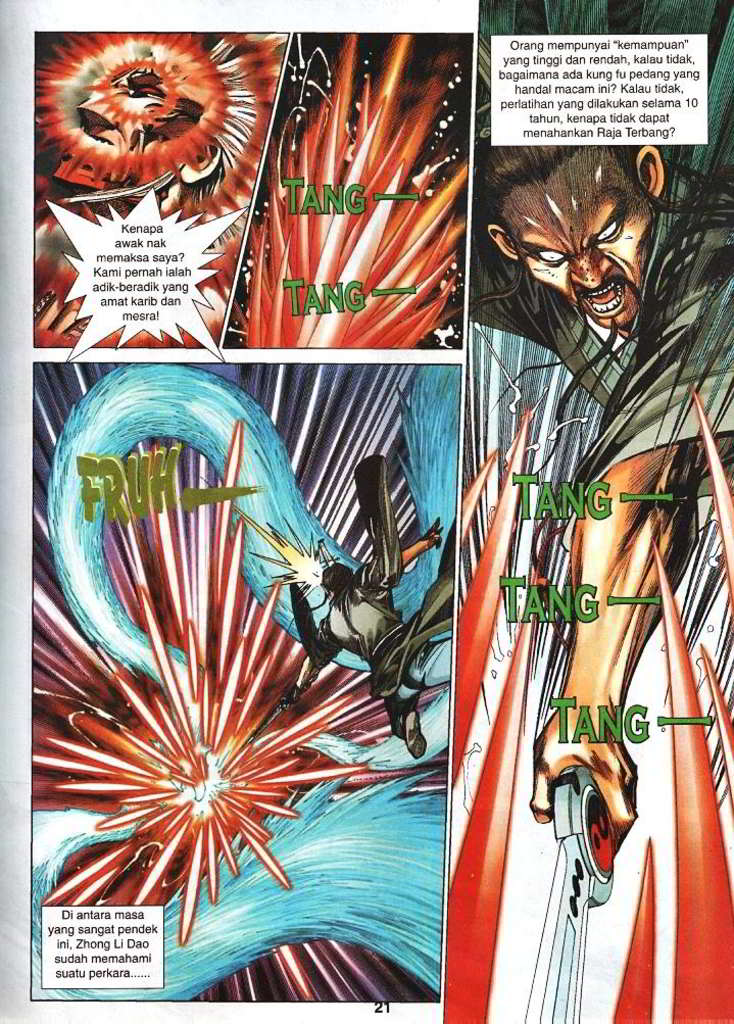 Kenapa
awak nak
memaksa saya?
Kami pernah ialah
adik-beradik yang
amat karib dan
mesra!
TANG—
TANG—
Orang mempunyai "kemampuan"
yang tinggi dan rendah, kalau tidak,
bagaimana ada kung fu pedang yang
handal macam ini? Kalau tidak,
perlatihan yang dilakukan selama 10
tahun, kenapa tidak dapat
menahankan Raja Terbang?
TANG—
TANG—
TANG—
FRUH—
Di antara masa
yang sangat pendek
ini, Zhong Li Dao
sudah memahami
suatu perkara......
21